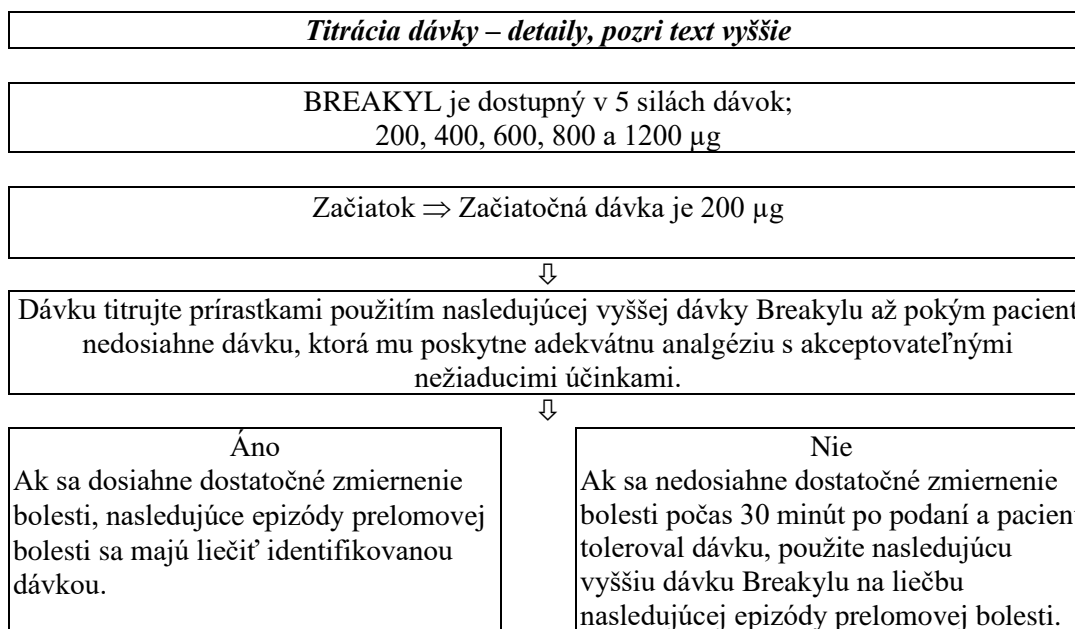 Titrácia dávky – detaily, pozri text vyššie
BREAKYL je dostupný v 5 silách dávok;
200, 400, 600, 800 a 1200 µg
Začiatok ⇒ Začiatočná dávka je 200 µg
⇩
Dávku titrujte prírastkami použitím nasledujúcej vyššej dávky Breakylu až pokým pacient
nedosiahne dávku, ktorá mu poskytne adekvátnu analgéziu s akceptovateľnými
nežiaducimi účinkami.
⇩
Áno
Ak sa dosiahne dostatočné zmiernenie
bolesti, nasledujúce epizódy prelomovej
bolesti sa majú liečiť identifikovanou
dávkou.
Nie
Ak sa nedosiahne dostatočné zmiernenie
bolesti počas 30 minút po podaní a pacient
toleroval dávku, použite nasledujúcu
vyššiu dávku Breakylu na liečbu
nasledujúcej epizódy prelomovej bolesti.